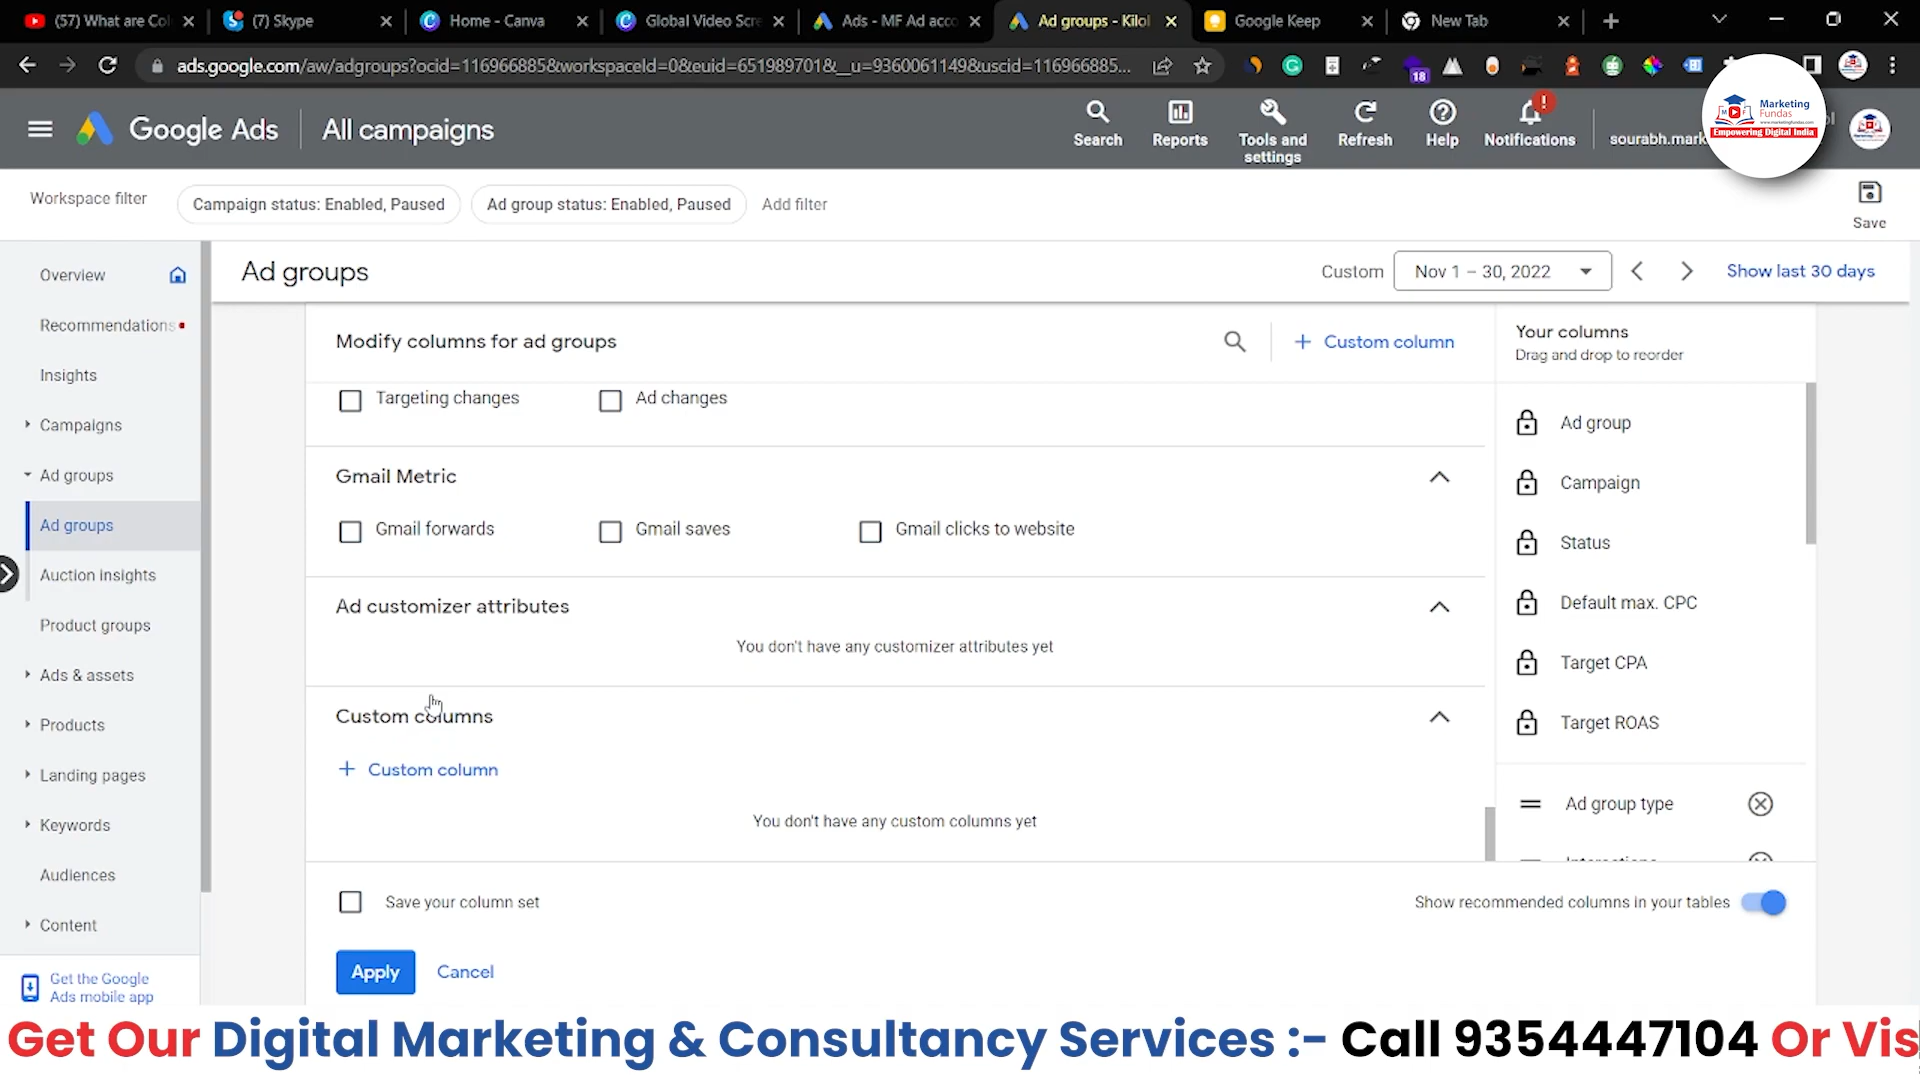 (57) What are Col
(7) Skype
Home - Canva
Global Video Scre
Ads - MF Ad acco
Ad groups - Kilol
Google Keep
New Tab
ads.google.com/aw/adgroups?ocid=116966885&workspaceId=0&euid=651989701&__u=9360061149&uscid=116966885...
18
Google Ads
All campaigns
Search
Reports
Tools and
settings
Refresh
Help
Notifications
sourabh.mark
Marketing
Fundas
Empowering Digital India
Workspace filter
Campaign status: Enabled, Paused
Ad group status: Enabled, Paused
Add filter
Save
Overview
Recommendations
Insights
Campaigns
Ad groups
Ad groups
Auction insights
Product groups
Ads & assets
Products
Landing pages
Keywords
Audiences
Content
Get the Google
Ads mobile app
Ad groups
Custom
Nov 1 – 30, 2022
Show last 30 days
Modify columns for ad groups
Custom column
Targeting changes
Ad changes
Gmail Metric
Gmail forwards
Gmail saves
Gmail clicks to website
Ad customizer attributes
You don't have any customizer attributes yet
Custom columns
Custom column
You don't have any custom columns yet
Your columns
Drag and drop to reorder
Ad group
Campaign
Status
Default max. CPC
Target CPA
Target ROAS
Ad group type
Save your column set
Show recommended columns in your tables
Apply
Cancel
Get Our Digital Marketing & Consultancy Services :- Call 9354447104 Or Vis